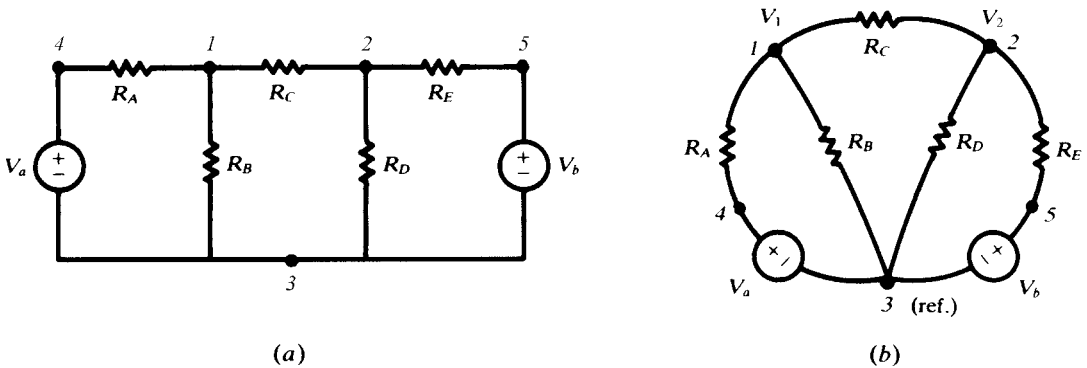 4 1 2 5
R_A R_C R_E
V_a + − R_B R_D + − V_b
3
(a)
V_1 V_2
1 R_C 2
R_A R_B R_D R_E
4 5
+ − − +
V_a V_b
3 (ref.)
(b)